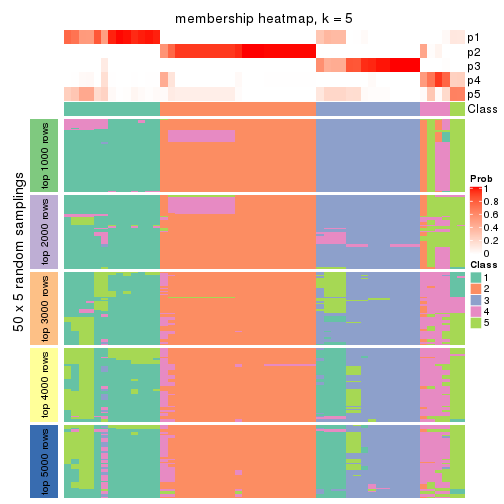 membership heatmap, k = 5
p1
p2
p3
p4
p5
Class
50 x 5 random samplings
top 1000 rows
top 2000 rows
top 3000 rows
top 4000 rows
top 5000 rows
Prob
1
0.8
0.6
0.4
0.2
0
Class
1
2
3
4
5